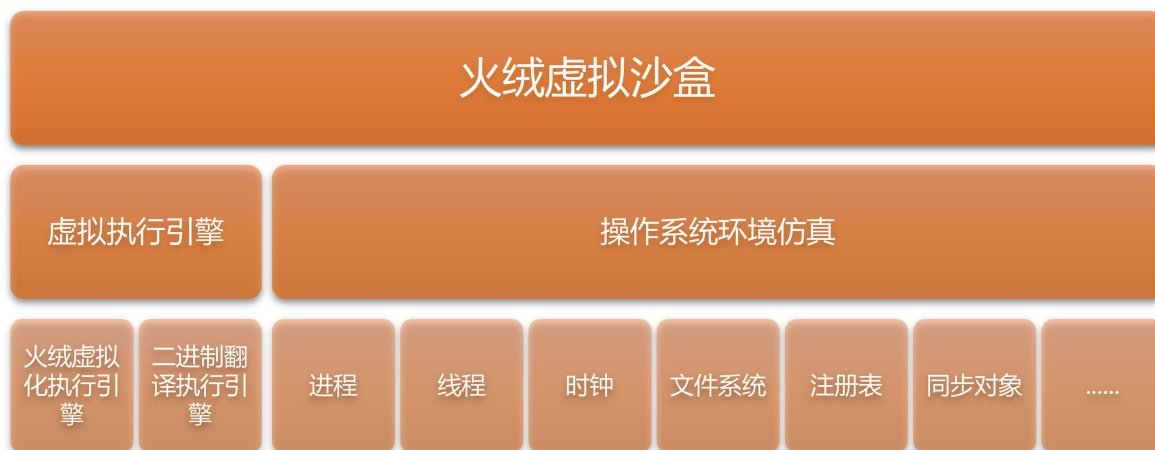 火绒虚拟沙盒
虚拟执行引擎
操作系统环境仿真
火绒虚拟
化执行引
擎
二进制翻
译执行引
擎
进程
线程
时钟
文件系统
注册表
同步对象
......